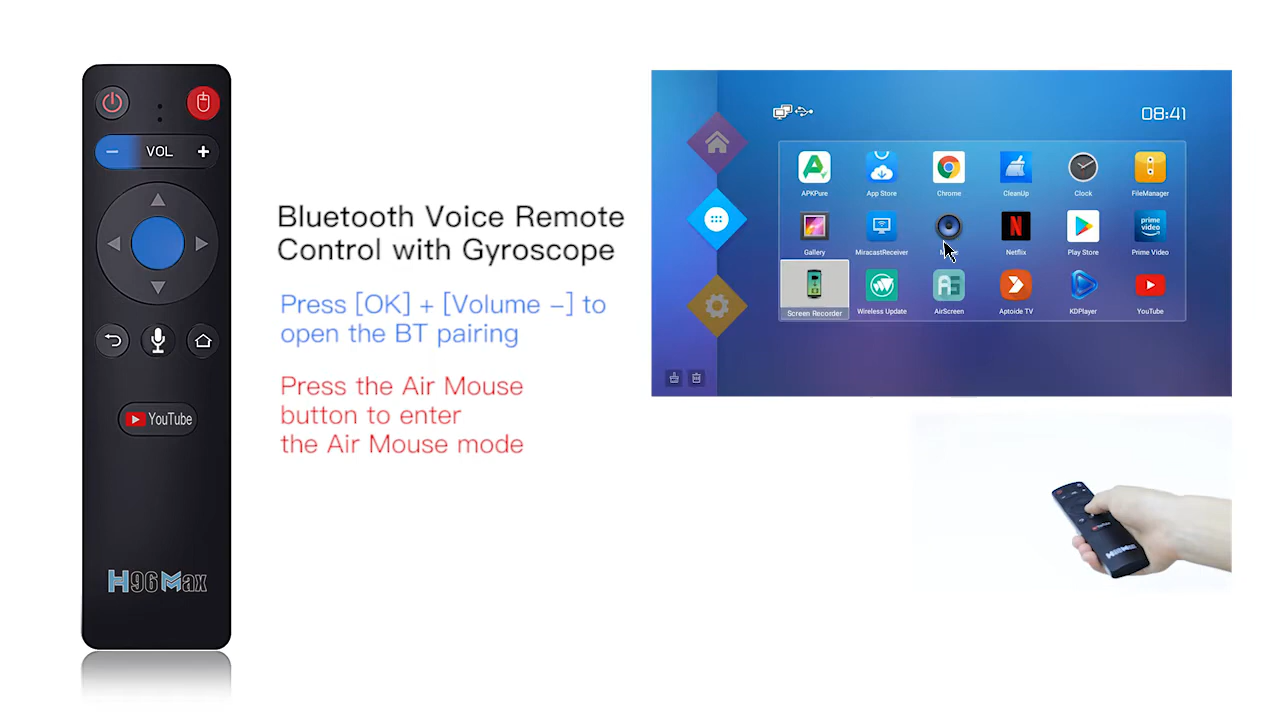 VOL
YouTube
H96Max
Bluetooth Voice Remote
Control with Gyroscope
Press [OK] + [Volume −] to
open the BT pairing
Press the Air Mouse
button to enter
the Air Mouse mode
08:41
APKPure
App Store
Chrome
CleanUp
Clock
FileManager
Gallery
MiracastReceiver
Netflix
Play Store
prime video
Prime Video
Screen Recorder
Wireless Update
AirScreen
Aptoide TV
KDPlayer
YouTube